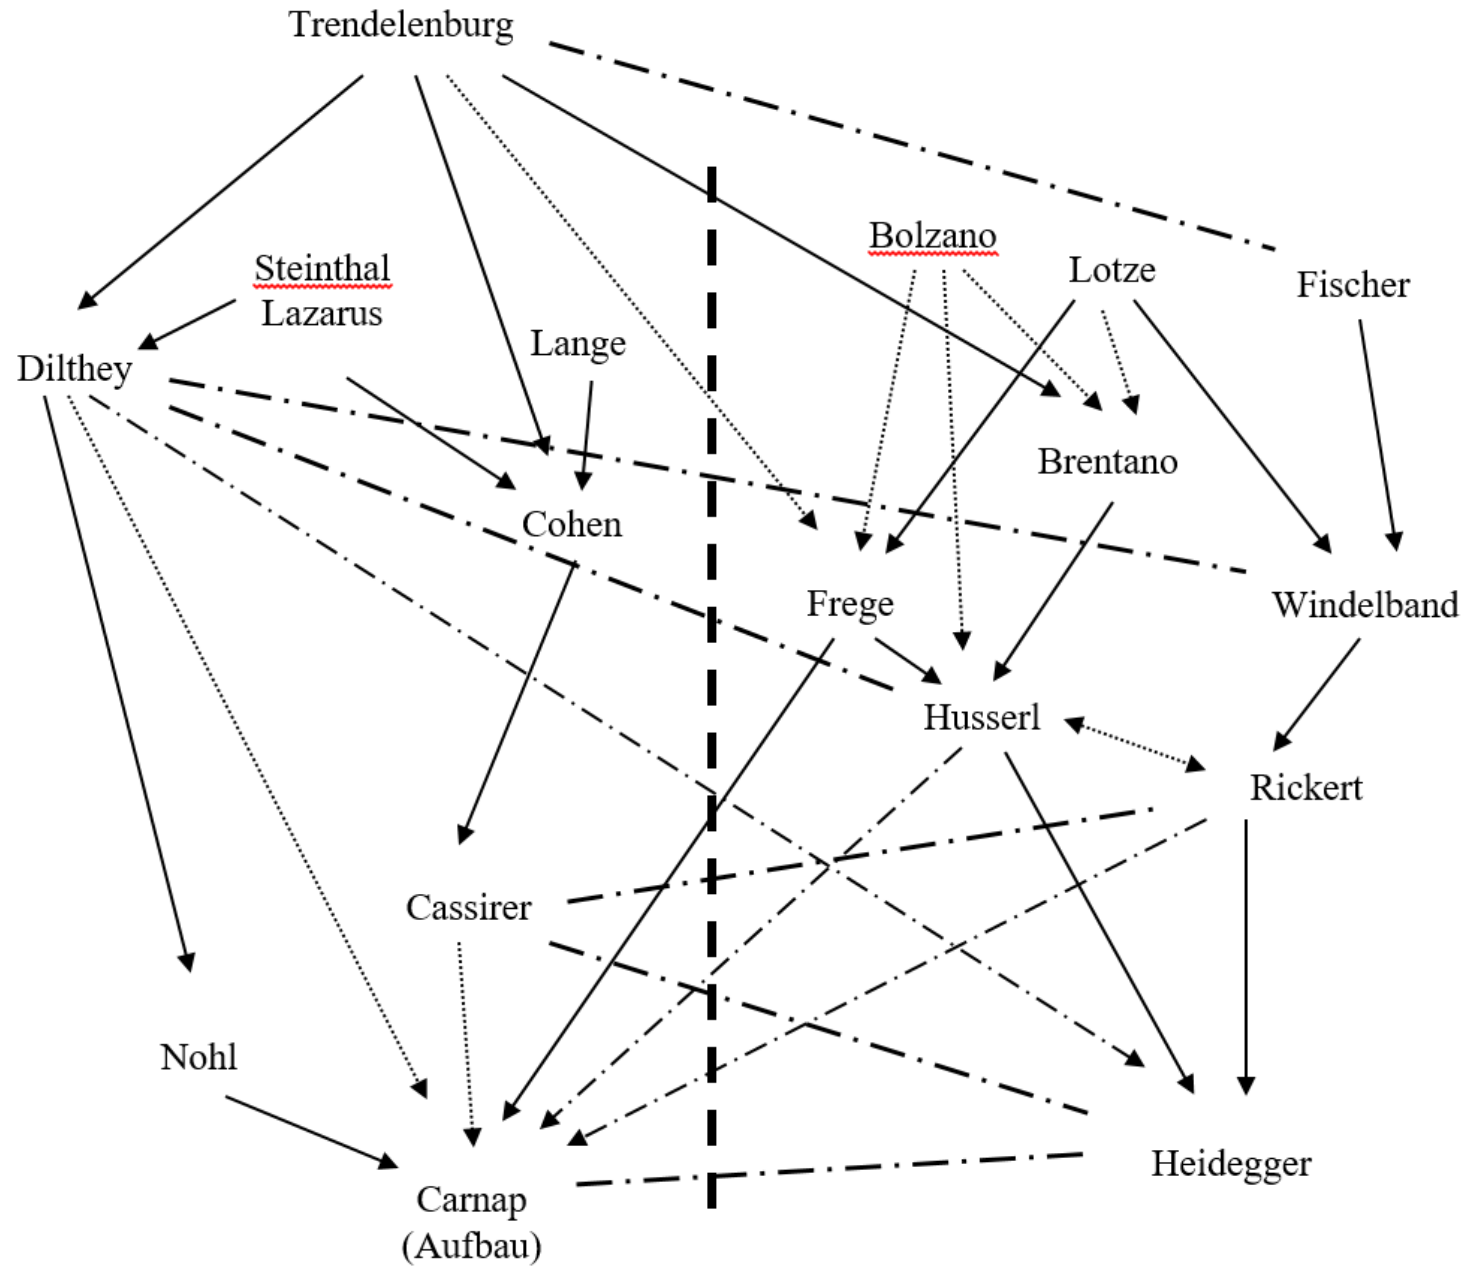 Trendelenburg
Bolzano
Steinthal
Lazarus
Lotze
Fischer
Lange
Dilthey
Brentano
Cohen
Frege
Windelband
Husserl
Rickert
Cassirer
Nohl
Heidegger
Carnap
(Aufbau)